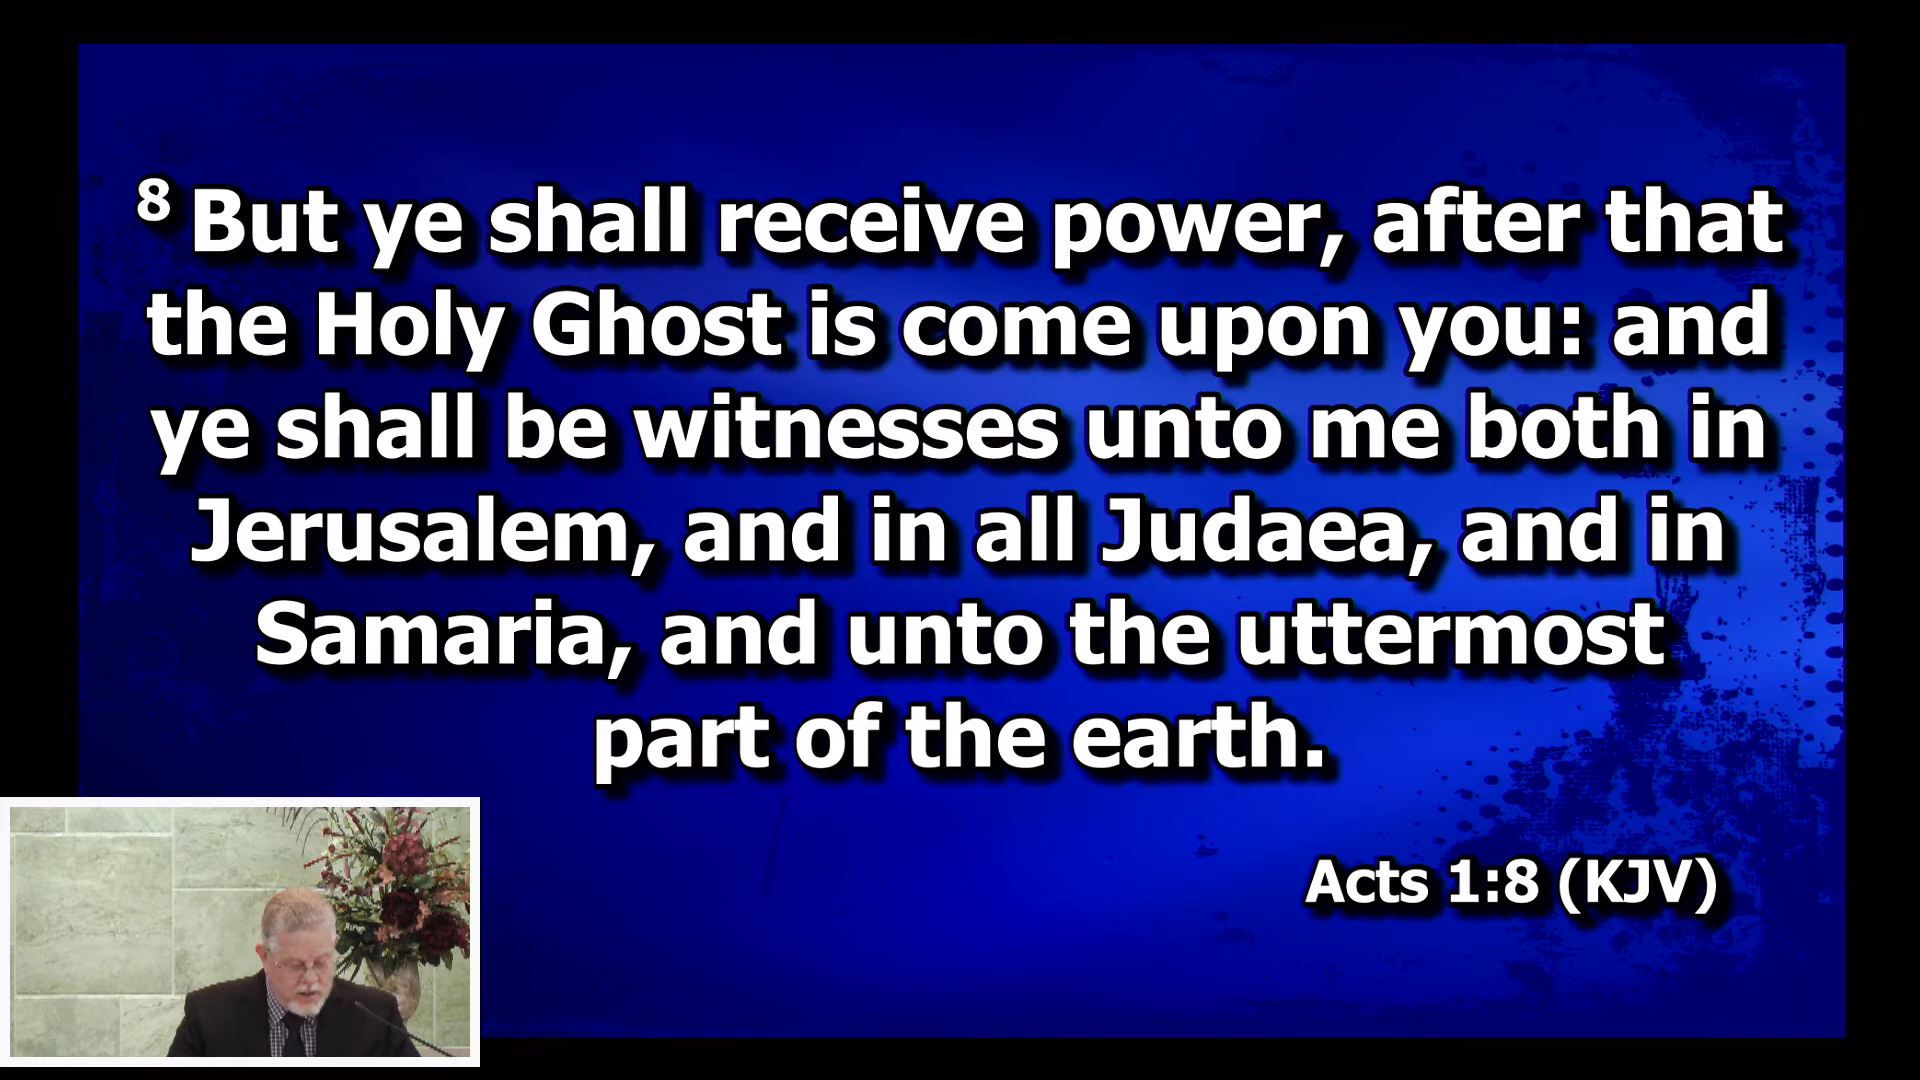 8 But ye shall receive power, after that
the Holy Ghost is come upon you: and
ye shall be witnesses unto me both in
Jerusalem, and in all Judaea, and in
Samaria, and unto the uttermost
part of the earth.
Acts 1:8 (KJV)